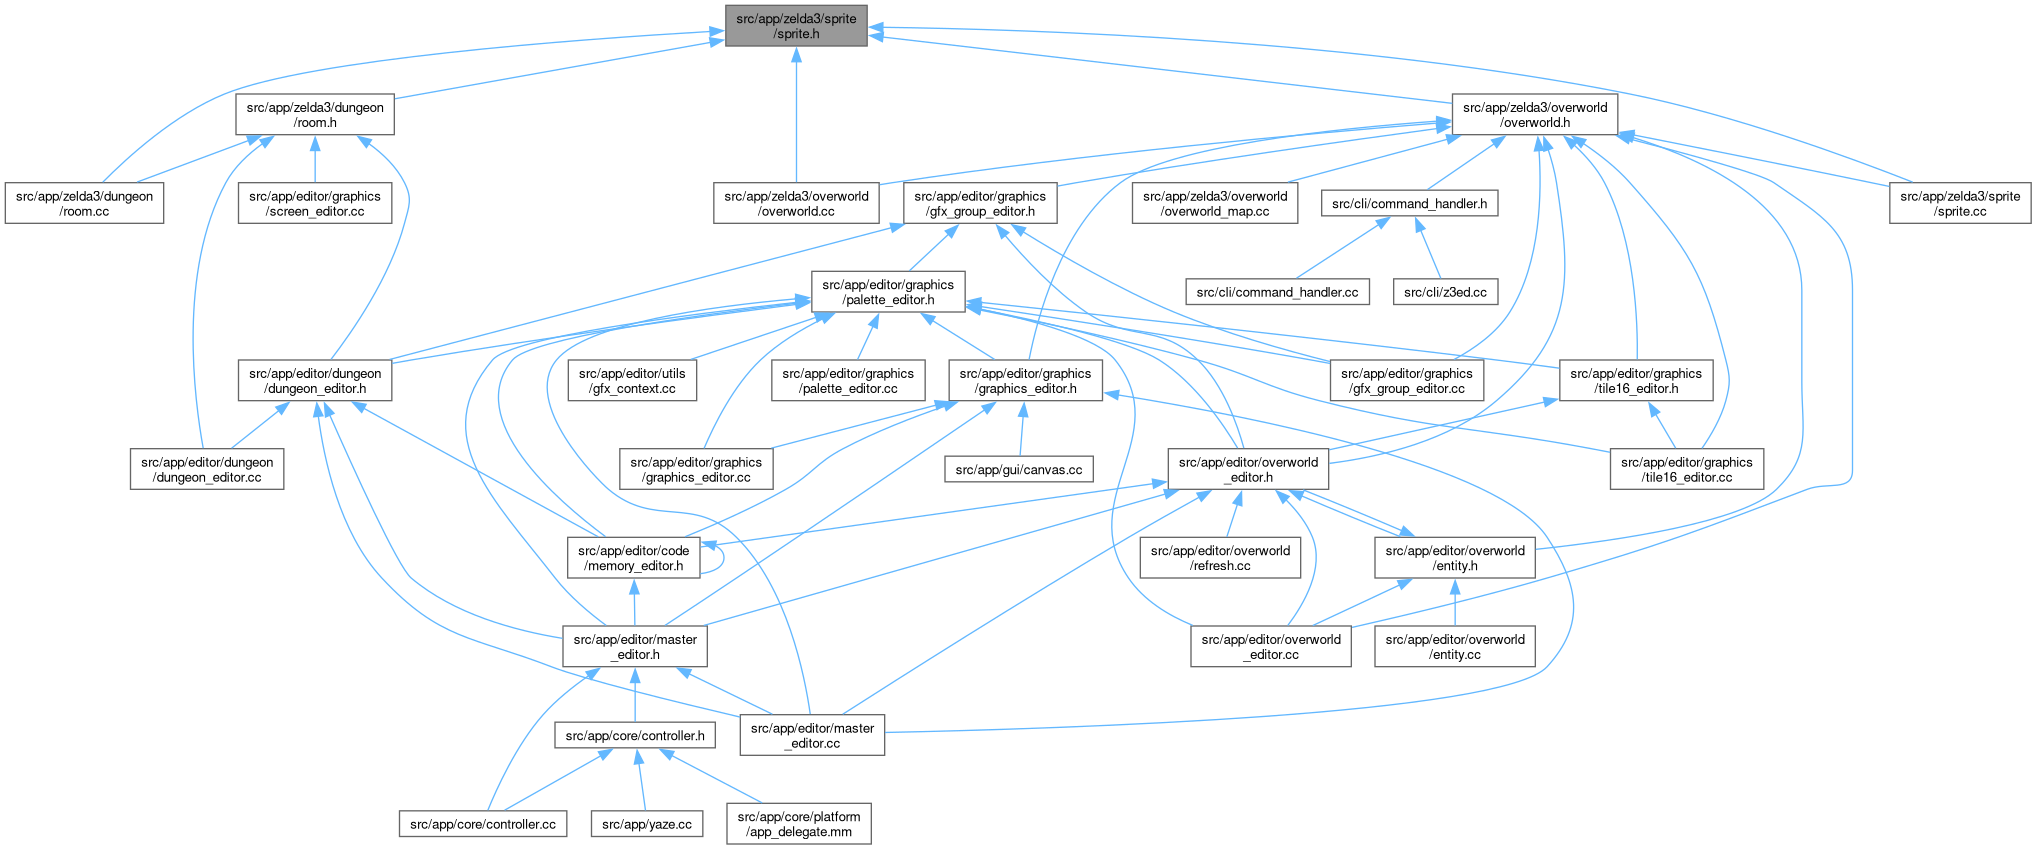 src/app/zelda3/sprite
/sprite.h
src/app/zelda3/dungeon
/room.h
src/app/zelda3/overworld
/overworld.h
src/app/zelda3/dungeon
/room.cc
src/app/editor/graphics
/screen_editor.cc
src/app/zelda3/overworld
/overworld.cc
src/app/editor/graphics
/gfx_group_editor.h
src/app/zelda3/overworld
/overworld_map.cc
src/cli/command_handler.h
src/app/zelda3/sprite
/sprite.cc
src/app/editor/graphics
/palette_editor.h
src/cli/command_handler.cc
src/cli/z3ed.cc
src/app/editor/dungeon
/dungeon_editor.h
src/app/editor/utils
/gfx_context.cc
src/app/editor/graphics
/palette_editor.cc
src/app/editor/graphics
/graphics_editor.h
src/app/editor/graphics
/gfx_group_editor.cc
src/app/editor/graphics
/tile16_editor.h
src/app/editor/dungeon
/dungeon_editor.cc
src/app/editor/graphics
/graphics_editor.cc
src/app/gui/canvas.cc
src/app/editor/overworld
_editor.h
src/app/editor/graphics
/tile16_editor.cc
src/app/editor/code
/memory_editor.h
src/app/editor/overworld
/refresh.cc
src/app/editor/overworld
/entity.h
src/app/editor/master
_editor.h
src/app/editor/overworld
_editor.cc
src/app/editor/overworld
/entity.cc
src/app/core/controller.h
src/app/editor/master
_editor.cc
src/app/core/controller.cc
src/app/yaze.cc
src/app/core/platform
/app_delegate.mm